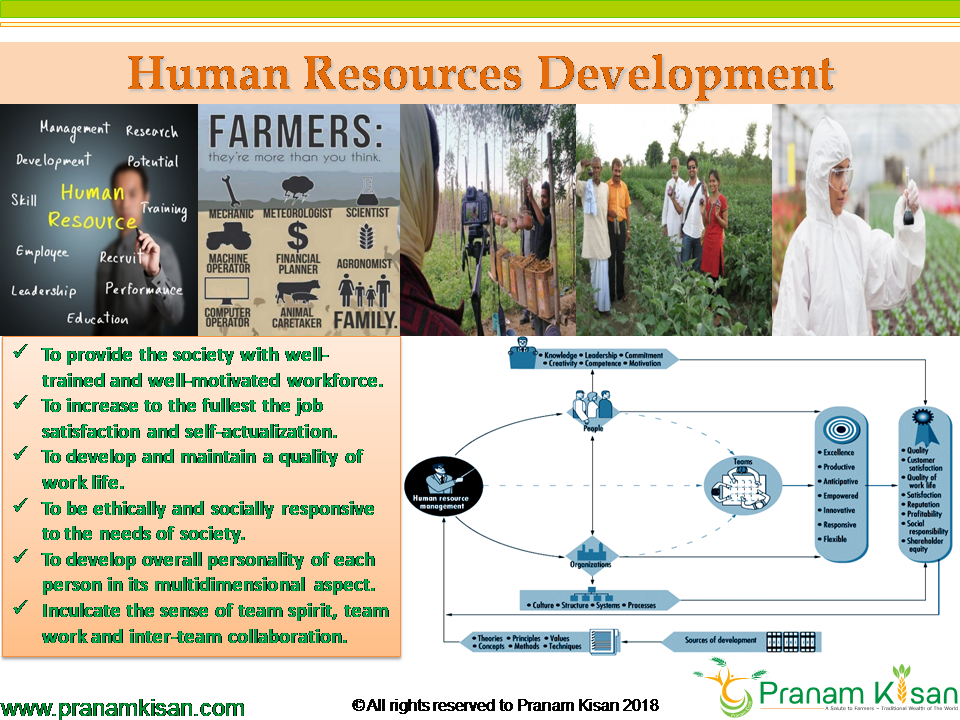 Human Resources Development
Management
Research
Development
Potential
Skill
Human
Resource
Training
Employee
Recruit
Leadership
Performance
Education
FARMERS:
they're more than you think.
MECHANIC
METEOROLOGIST
SCIENTIST
MACHINE
OPERATOR
FINANCIAL
PLANNER
AGRONOMIST
COMPUTER
OPERATOR
ANIMAL
CARETAKER
FAMILY.
✓ To provide the society with well-
trained and well-motivated workforce.
✓ To increase to the fullest the job
satisfaction and self-actualization.
✓ To develop and maintain a quality of
work life.
✓ To be ethically and socially responsive
to the needs of society.
✓ To develop overall personality of each
person in its multidimensional aspect.
✓ Inculcate the sense of team spirit, team
work and inter-team collaboration.
• Knowledge • Leadership • Commitment
• Creativity • Competence • Motivation
People
Human resource
management
Teams
Organizations
• Excellence
• Productive
• Anticipative
• Empowered
• Innovative
• Responsive
• Flexible
• Quality
• Customer
satisfaction
• Quality of
work life
• Satisfaction
• Reputation
• Profitability
• Social
responsibility
• Shareholder
equity
• Culture • Structure • Systems • Processes
• Theories • Principles • Values
• Concepts • Methods • Techniques
Sources of development
www.pranamkisan.com
©All rights reserved to Pranam Kisan 2018
Pranam Kisan
A Salute to Farmers - Traditional Wealth of The World